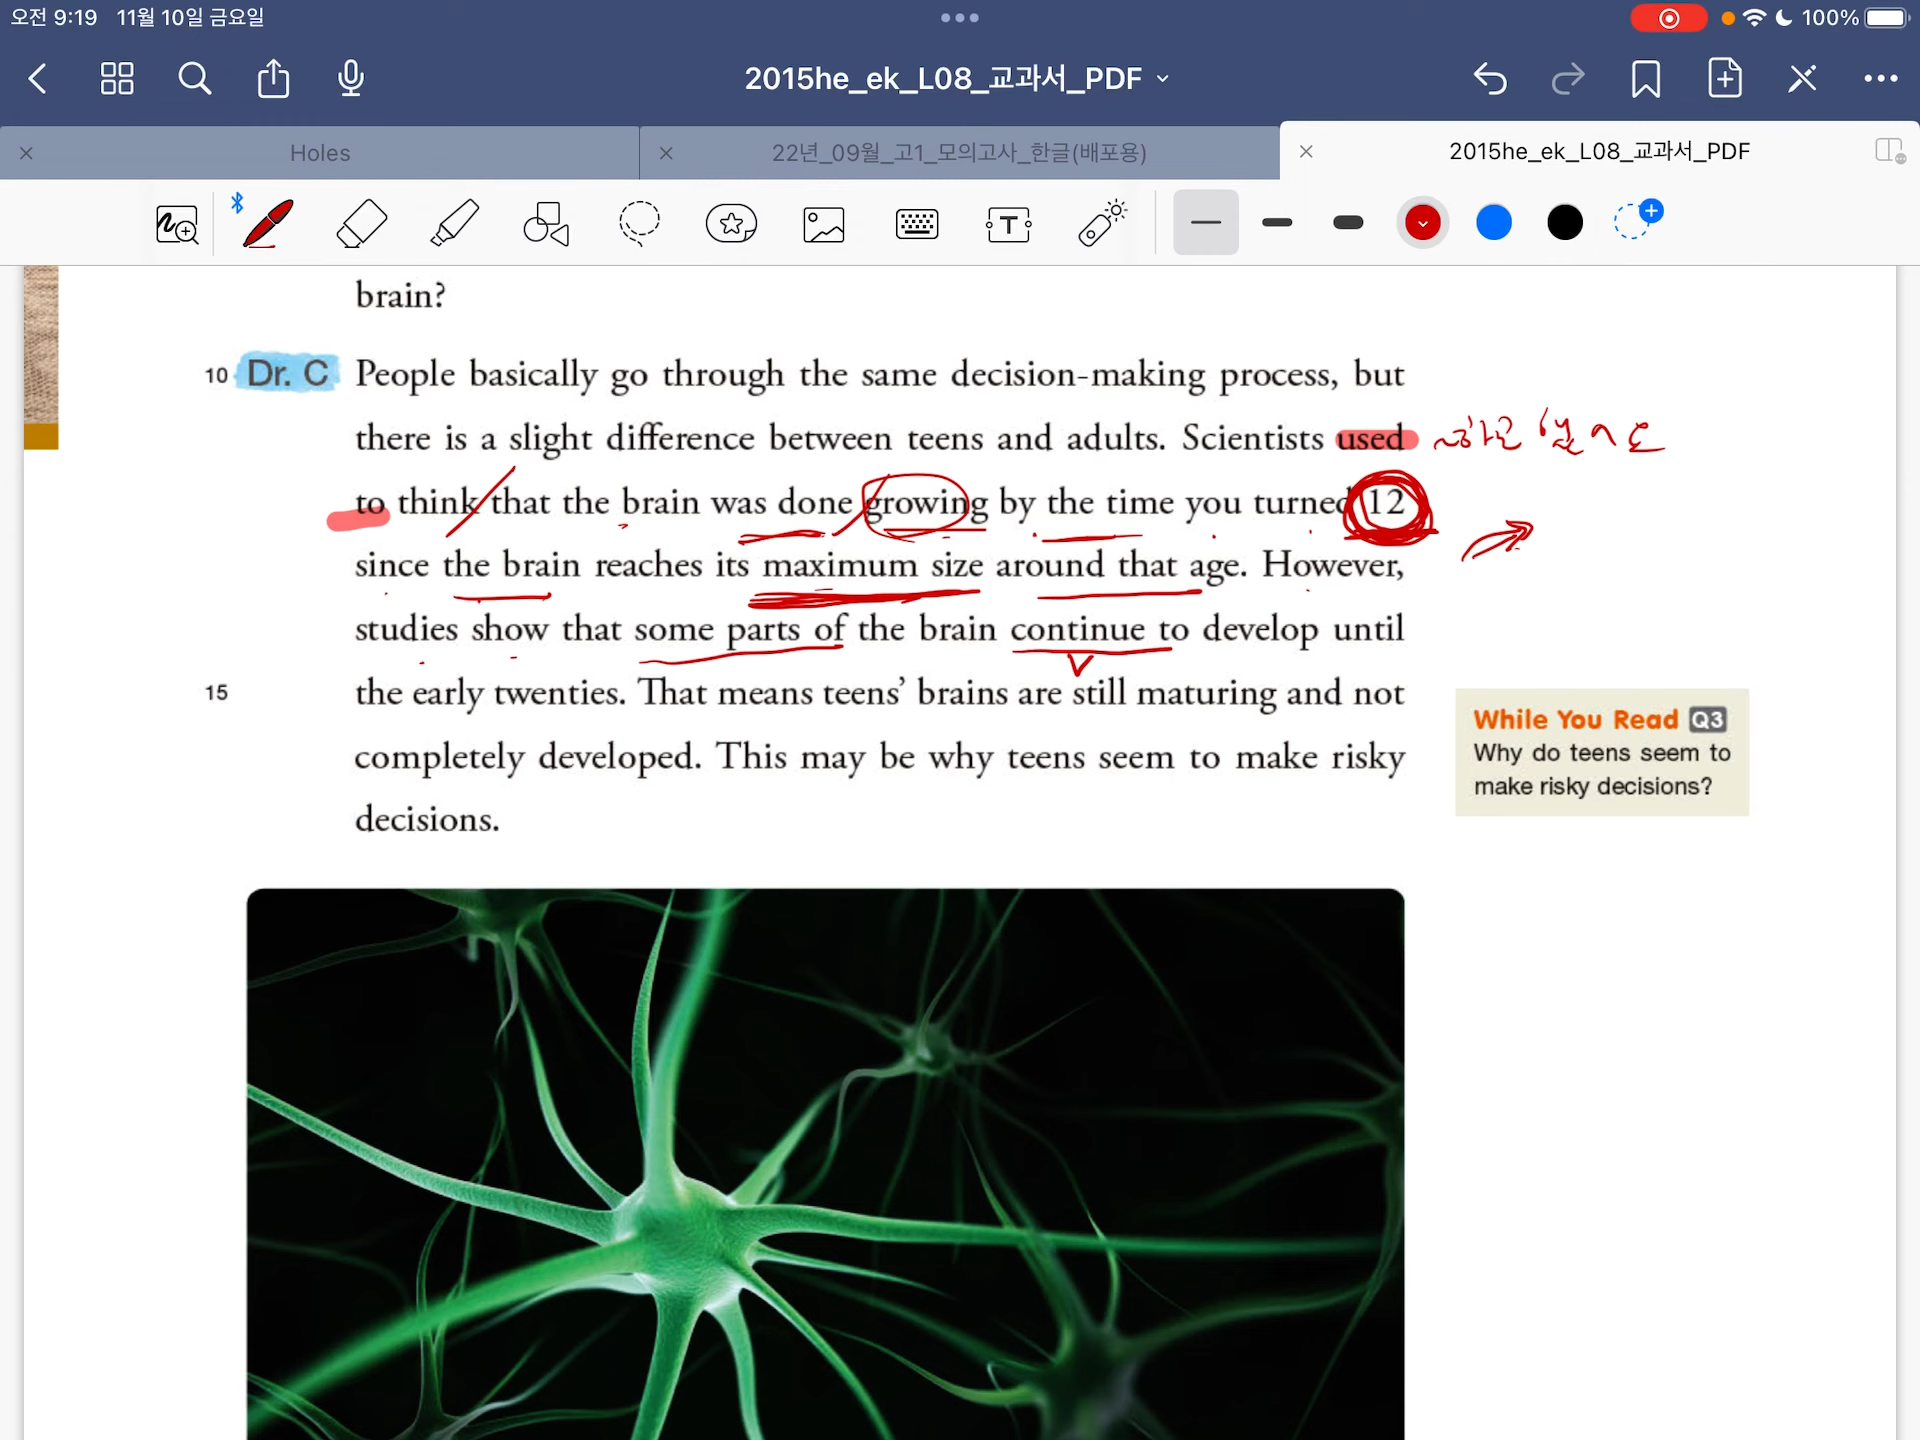 오전 9:19 11월 10일 금요일
100%
2015he_ek_L08_교과서_PDF
Holes
22년_09월_고1_모의고사_한글(배포용)
2015he_ek_L08_교과서_PDF
T
brain?
10 Dr. C People basically go through the same decision-making process, but
there is a slight difference between teens and adults. Scientists used
to think that the brain was done growing by the time you turned 12
since the brain reaches its maximum size around that age. However,
studies show that some parts of the brain continue to develop until
15 the early twenties. That means teens’ brains are still maturing and not
completely developed. This may be why teens seem to make risky
decisions.
While You Read Q3
Why do teens seem to
make risky decisions?